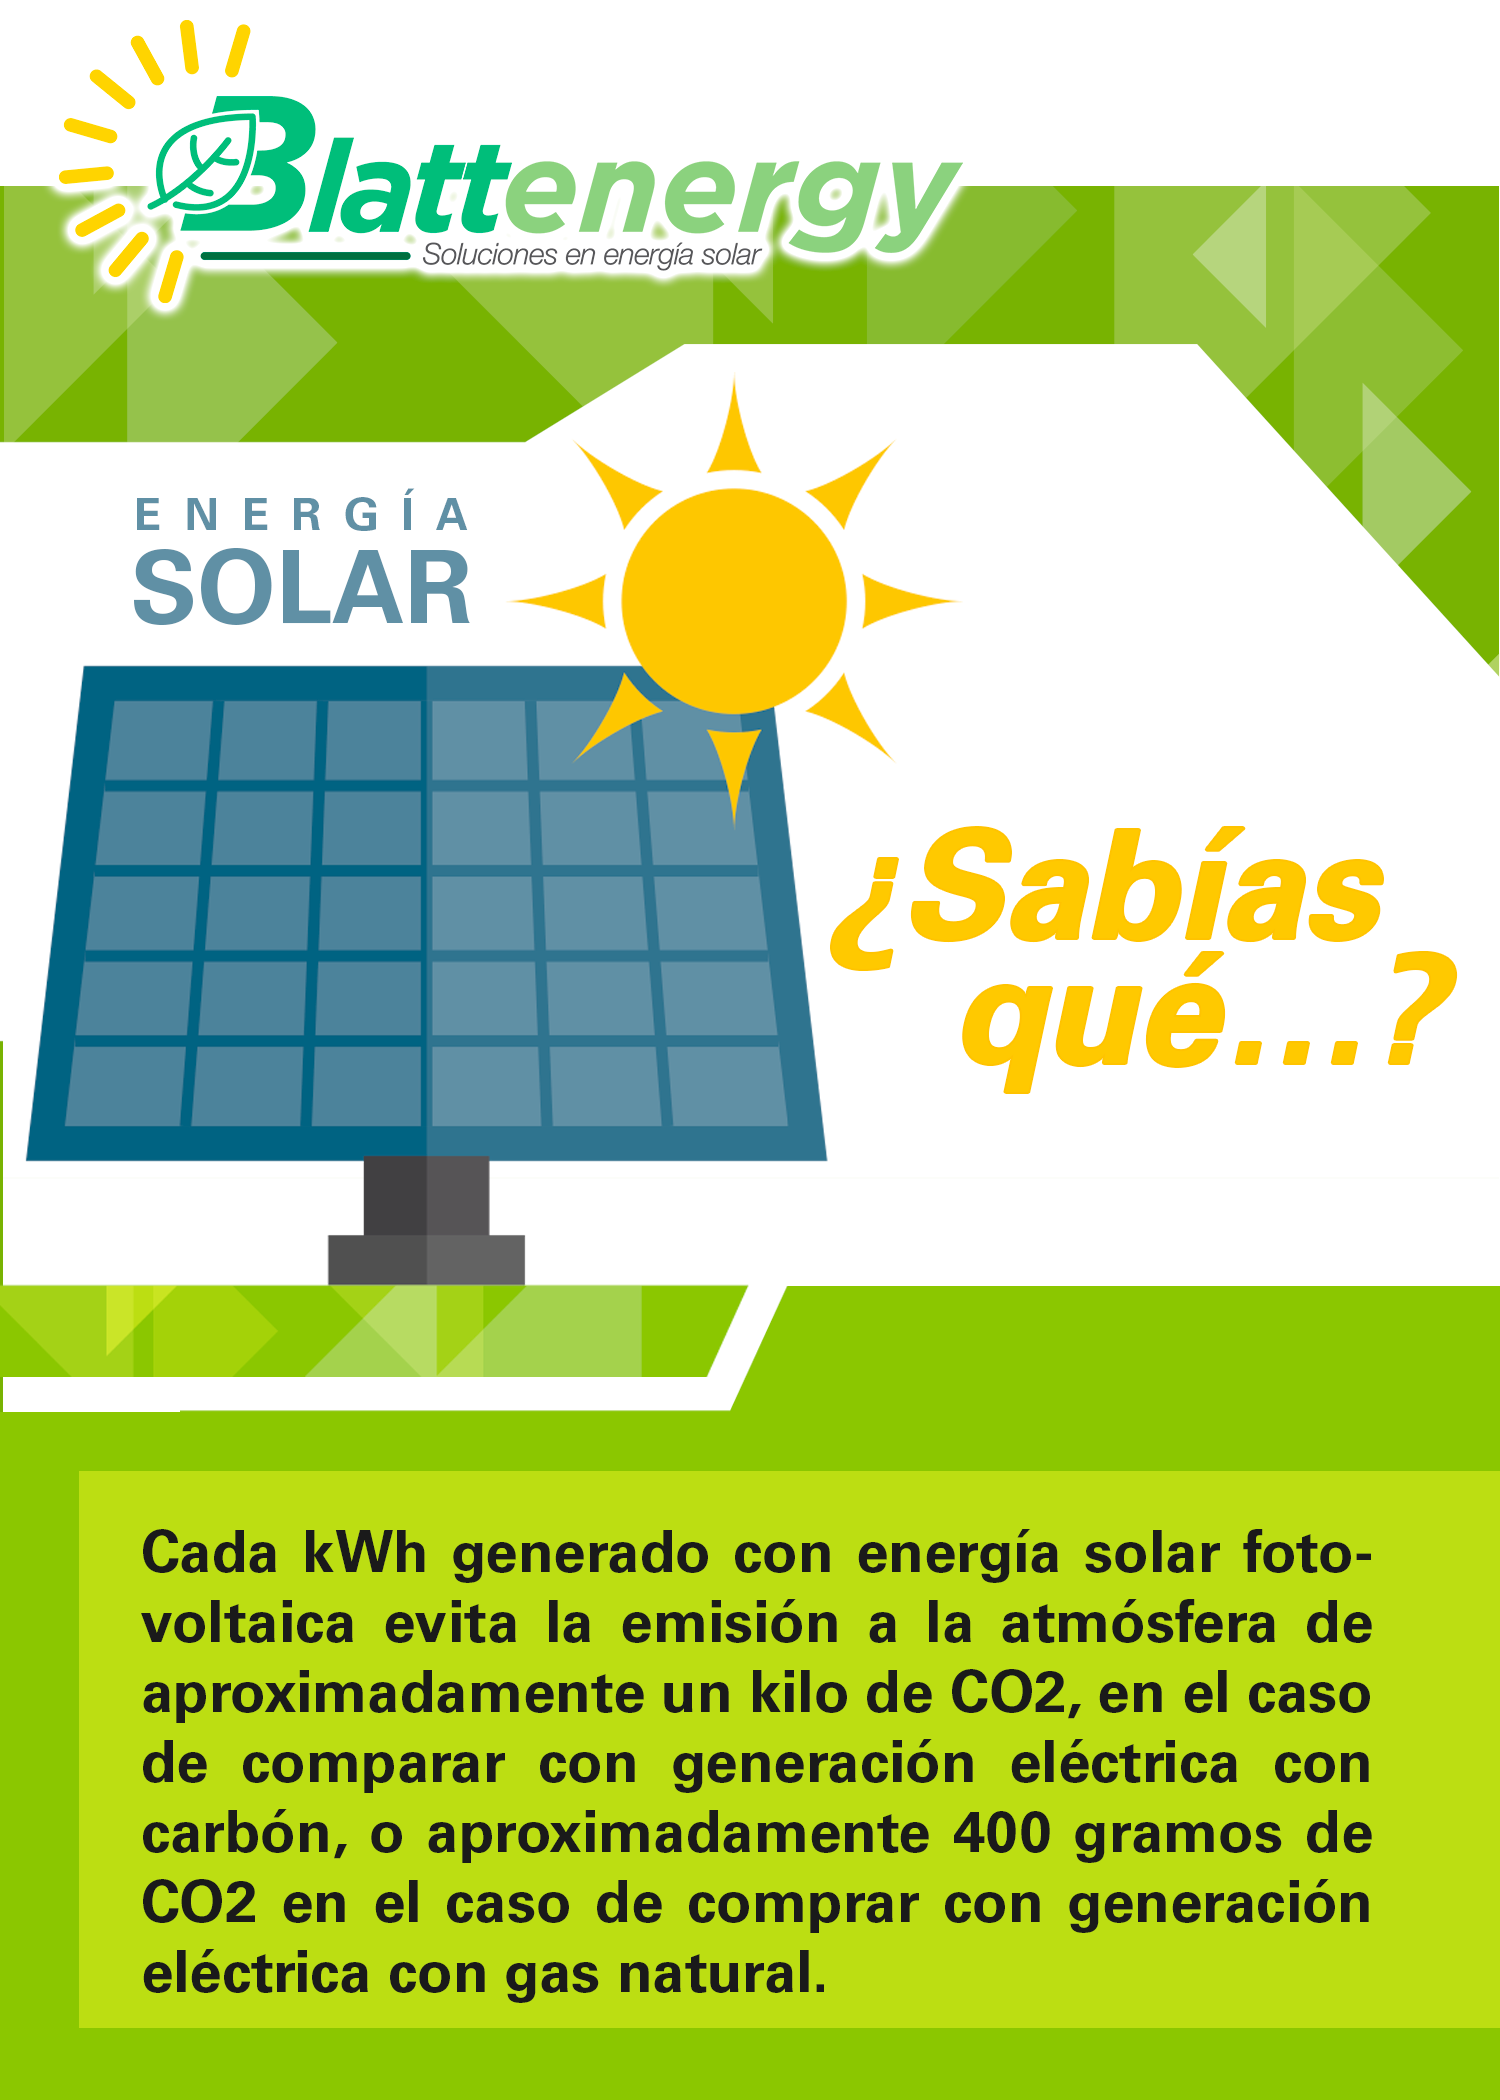 Blattenergy
Soluciones en energía solar
ENERGÍA
SOLAR
¿Sabías
qué...?
Cada kWh generado con energía solar foto-
voltaica evita la emisión a la atmósfera de
aproximadamente un kilo de CO2, en el caso
de comparar con generación eléctrica con
carbón, o aproximadamente 400 gramos de
CO2 en el caso de comprar con generación
eléctrica con gas natural.